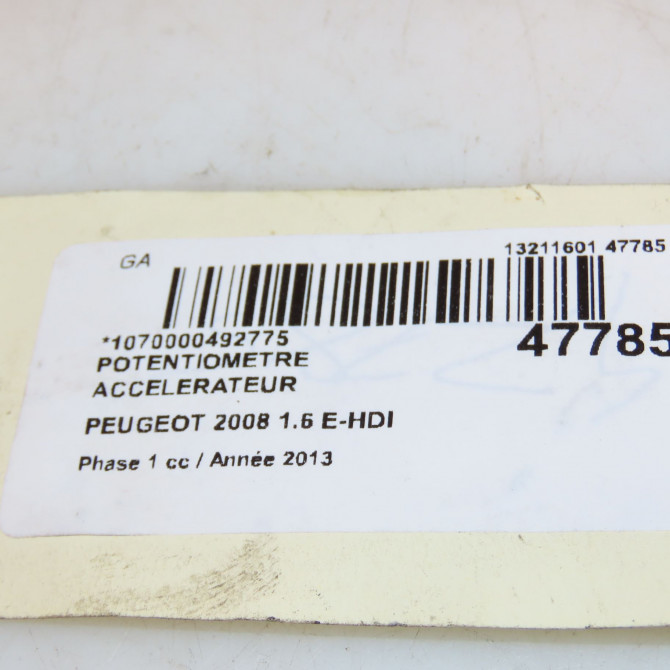 GA
13211601 47785
*1070000492775
47785
POTENTIOMETRE
ACCELERATEUR
PEUGEOT 2008 1.6 E-HDI
Phase 1 cc / Année 2013